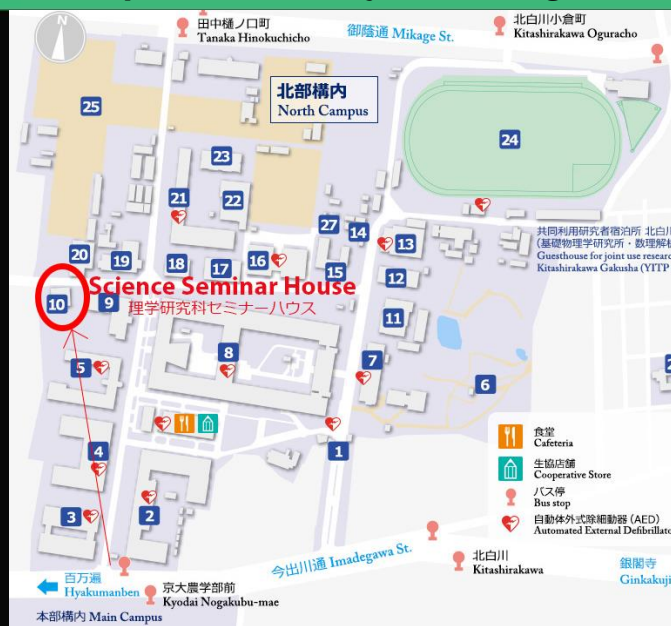 田中樋ノ口町
Tanaka Hinokuchicho
御蔭通 Mikage St.
北白川小倉町
Kitashirakawa Oguracho
N
北部構内
North Campus
25
24
23
21
22
27
14
13
20
19
18
17
16
15
12
共同利用研究者宿泊所 北白川
(基礎物理学研究所・数理解析
Guesthouse for joint use research
Kitashirakawa Gakusha (YITP
Science Seminar House
理学研究科セミナーハウス
10
9
11
8
7
5
6
1
4
3
2
食堂
Cafeteria
生協店舗
Cooperative Store
バス停
Bus stop
自動体外式除細動器 (AED)
Automated External Defibrillato
今出川通 Imadegawa St.
北白川
Kitashirakawa
銀閣寺
Ginkakuji
百万遍
Hyakumanben
京大農学部前
Kyodai Nogakubu-mae
本部構内 Main Campus